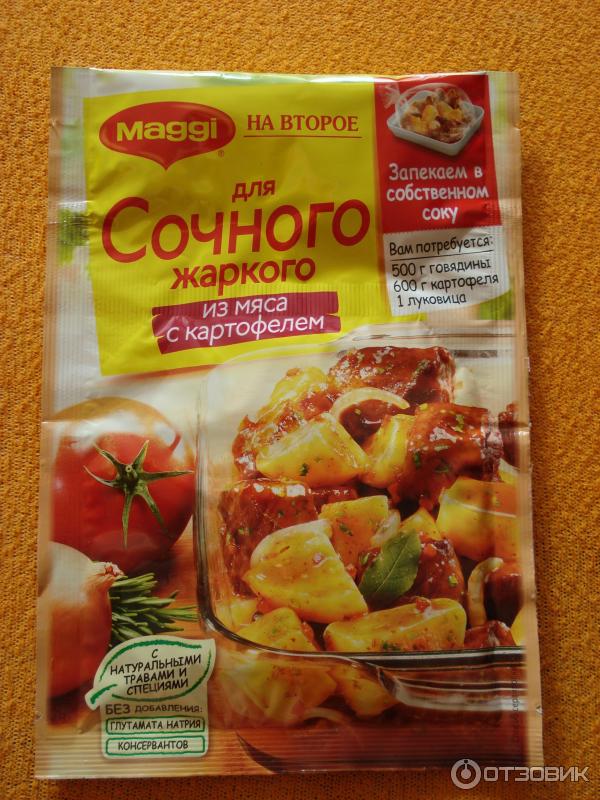 Maggi
НА ВТОРОЕ
для
Сочного
жаркого
из мяса
с картофелем
Запекаем в
собственном
соку
Вам потребуется:
500 г говядины
600 г картофеля
1 луковица
С
НАТУРАЛЬНЫМИ
ТРАВАМИ И
СПЕЦИЯМИ
БЕЗ ДОБАВЛЕНИЯ:
ГЛУТАМАТА НАТРИЯ
КОНСЕРВАНТОВ
ОТЗОВИК